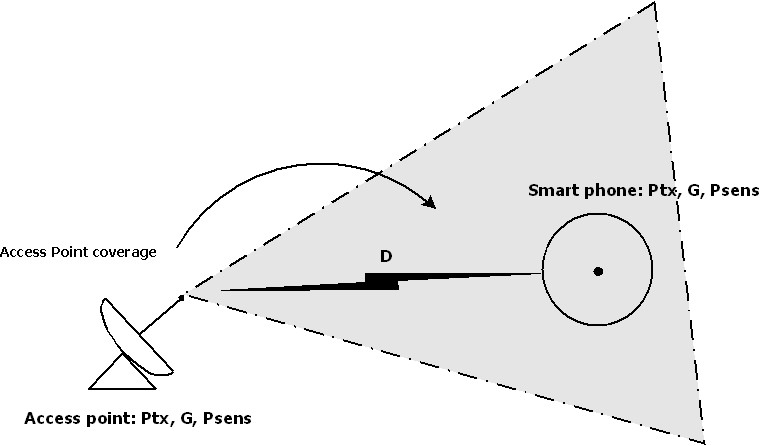 Smart phone: Ptx, G, Psens
Access Point coverage
D
Access point: Ptx, G, Psens